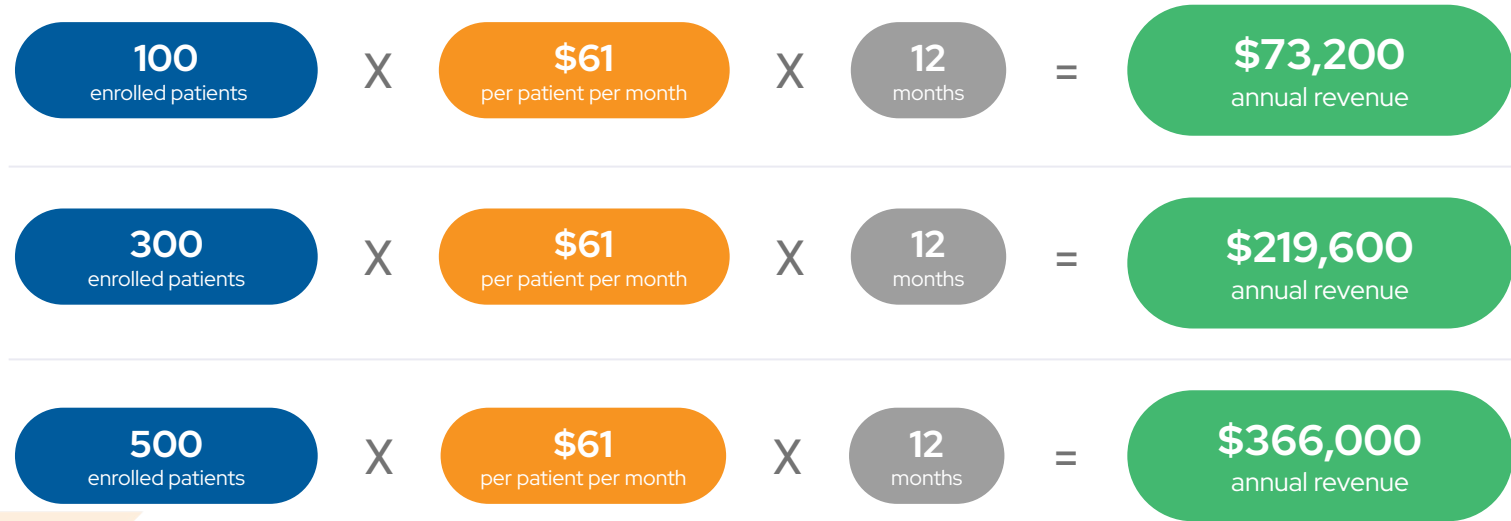 100 X $61 X 12 = $73,200
enrolled patients per patient per month months annual revenue
300 X $61 X 12 = $219,600
enrolled patients per patient per month months annual revenue
500 X $61 X 12 = $366,000
enrolled patients per patient per month months annual revenue